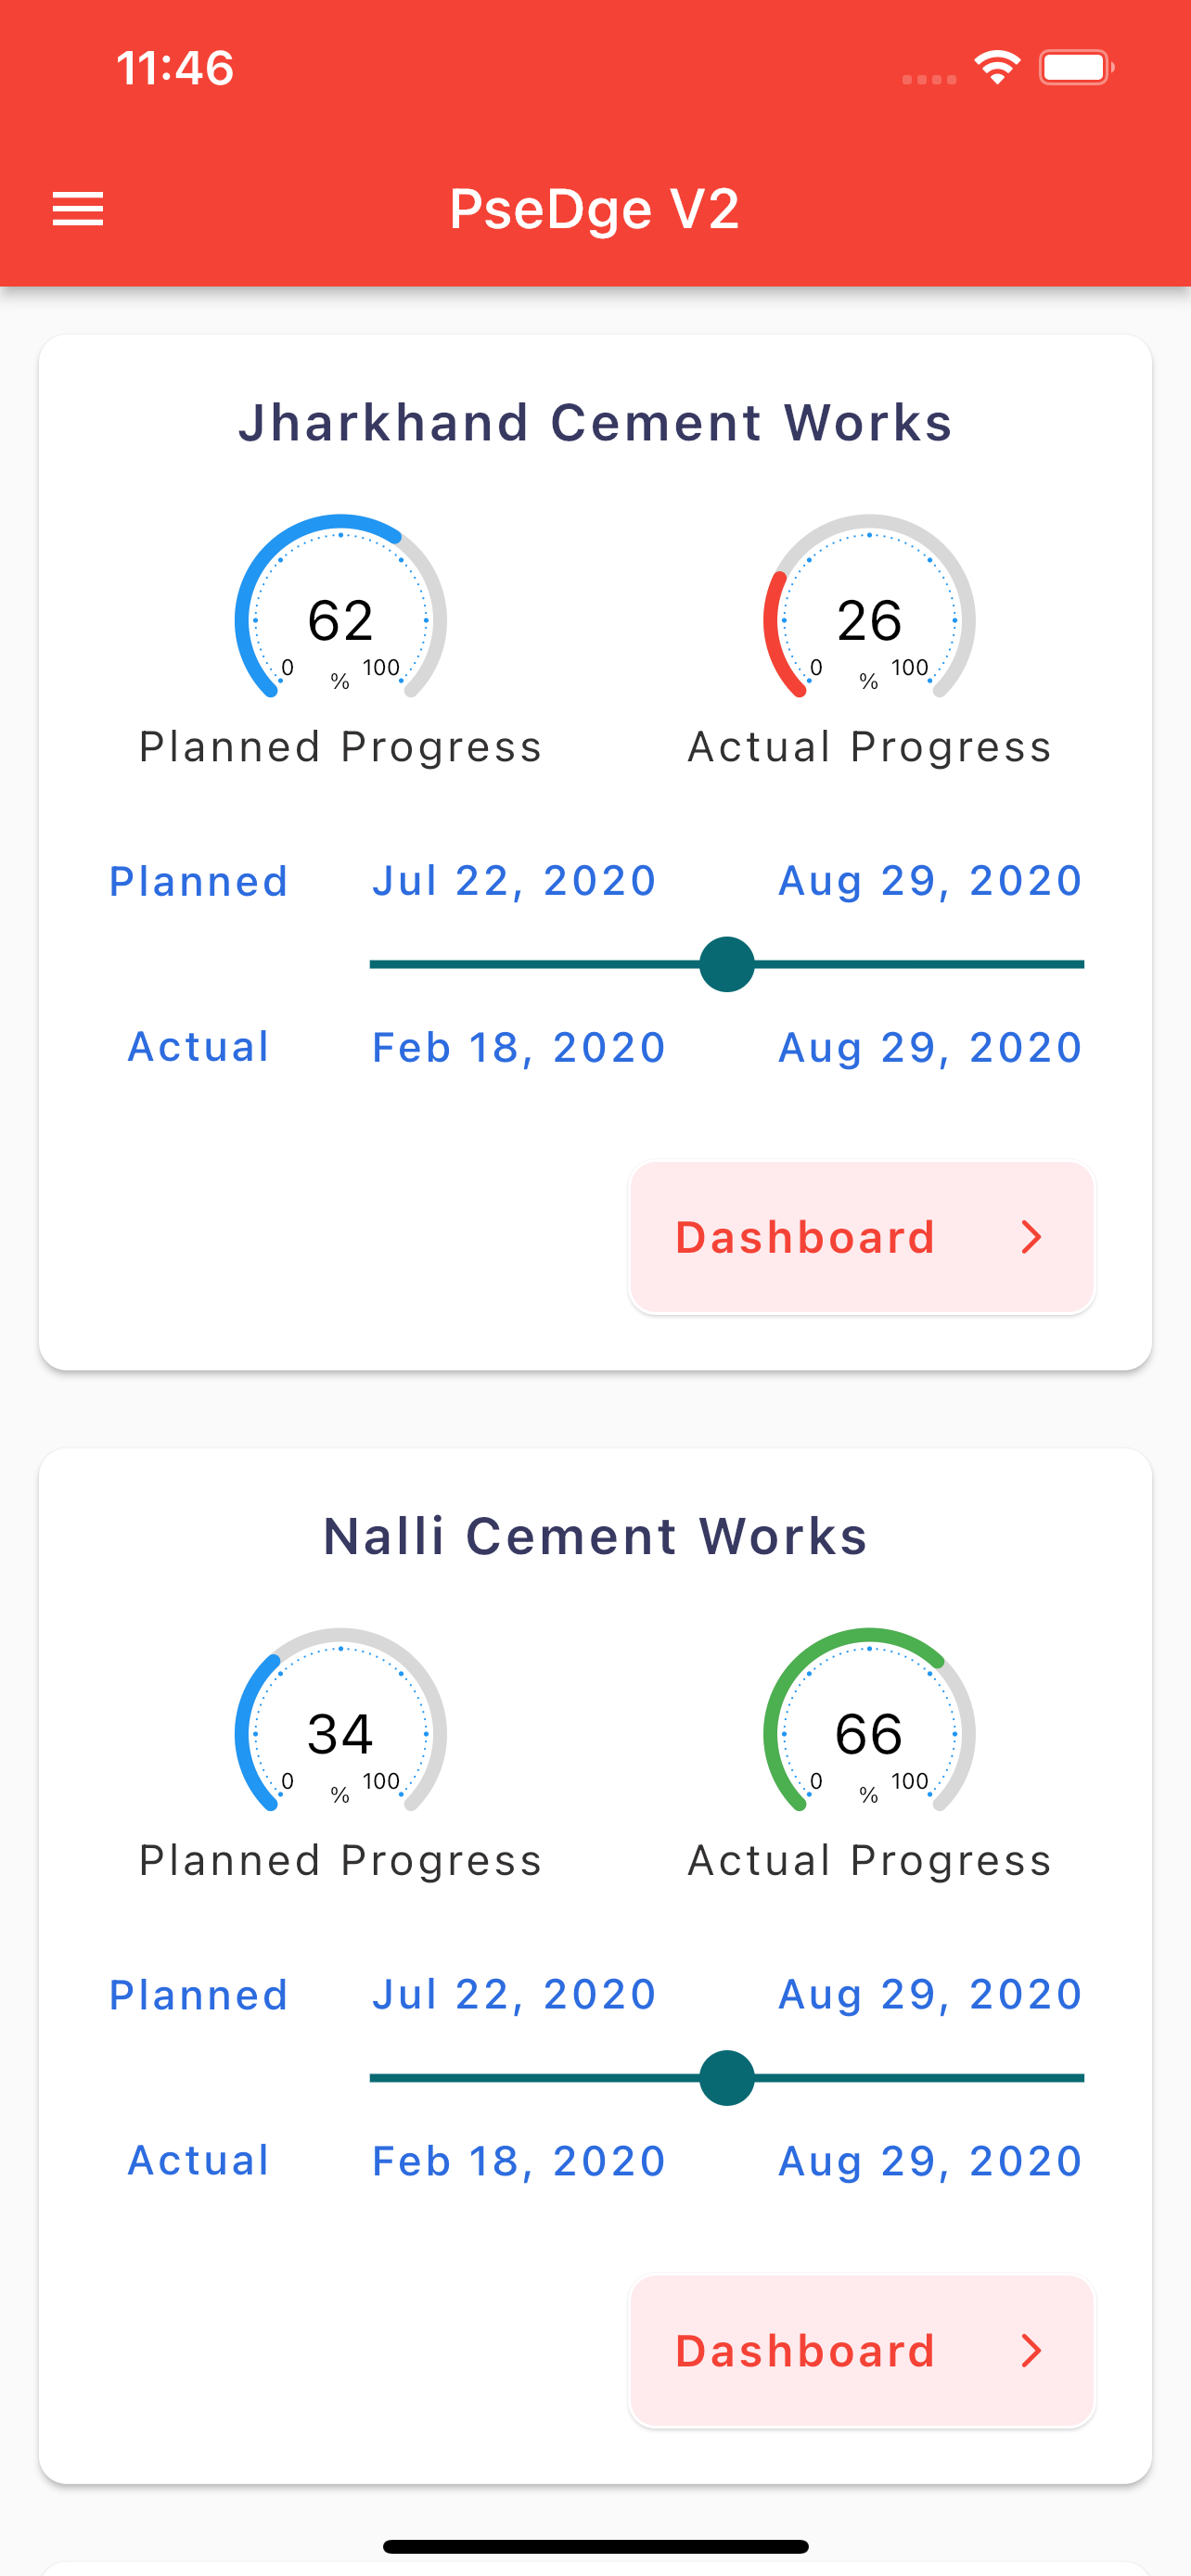 11:46
PseDge V2
Jharkhand Cement Works
62 26
0 % 100 0 % 100
Planned Progress Actual Progress
Planned Jul 22, 2020 Aug 29, 2020
Actual Feb 18, 2020 Aug 29, 2020
Dashboard
Nalli Cement Works
34 66
0 % 100 0 % 100
Planned Progress Actual Progress
Planned Jul 22, 2020 Aug 29, 2020
Actual Feb 18, 2020 Aug 29, 2020
Dashboard